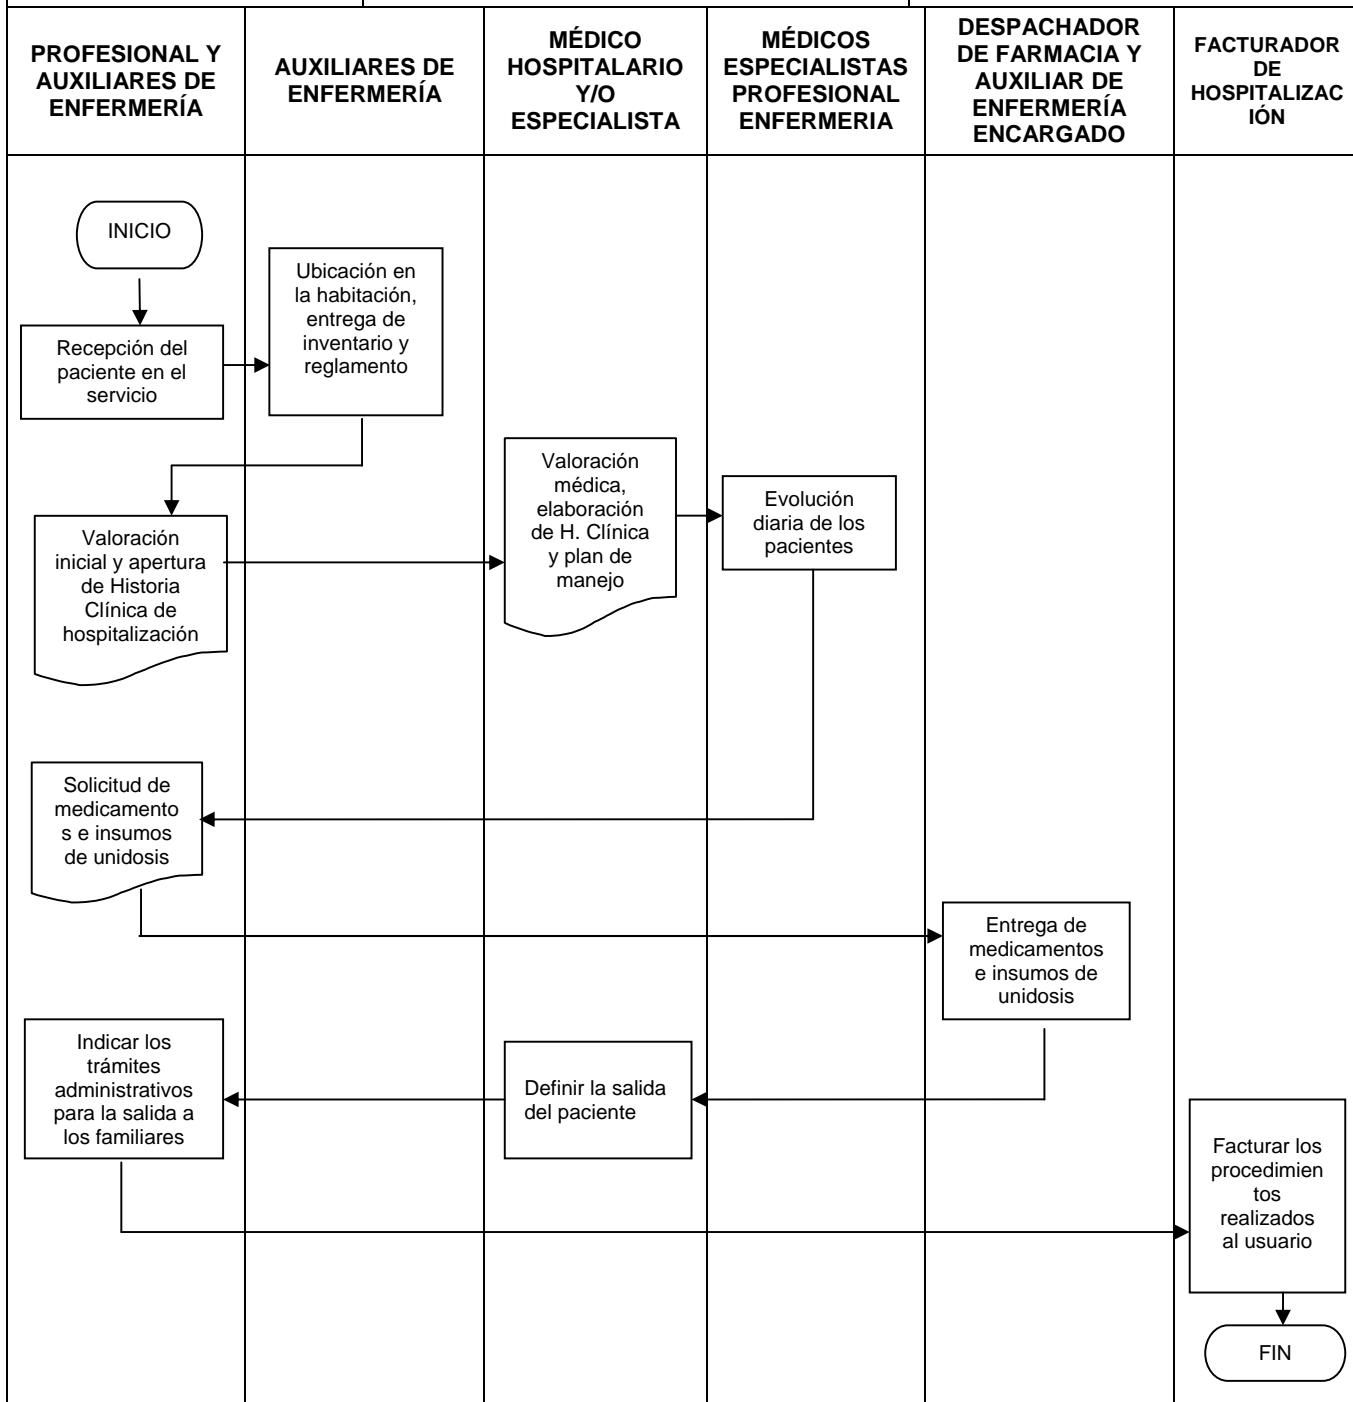 PROFESIONAL Y
AUXILIARES DE
ENFERMERÍA
AUXILIARES DE
ENFERMERÍA
MÉDICO
HOSPITALARIO
Y/O
ESPECIALISTA
MÉDICOS
ESPECIALISTAS
PROFESIONAL
ENFERMERIA
DESPACHADOR
DE FARMACIA Y
AUXILIAR DE
ENFERMERÍA
ENCARGADO
FACTURADOR
DE
HOSPITALIZAC
IÓN
INICIO
Recepción del
paciente en el
servicio
Ubicación en
la habitación,
entrega de
inventario y
reglamento
Valoración
inicial y apertura
de Historia
Clínica de
hospitalización
Valoración
médica,
elaboración
de H. Clínica
y plan de
manejo
Evolución
diaria de los
pacientes
Solicitud de
medicamento
s e insumos
de unidosis
Entrega de
medicamentos
e insumos de
unidosis
Definir la salida
del paciente
Indicar los
trámites
administrativos
para la salida a
los familiares
Facturar los
procedimien
tos
realizados
al usuario
FIN